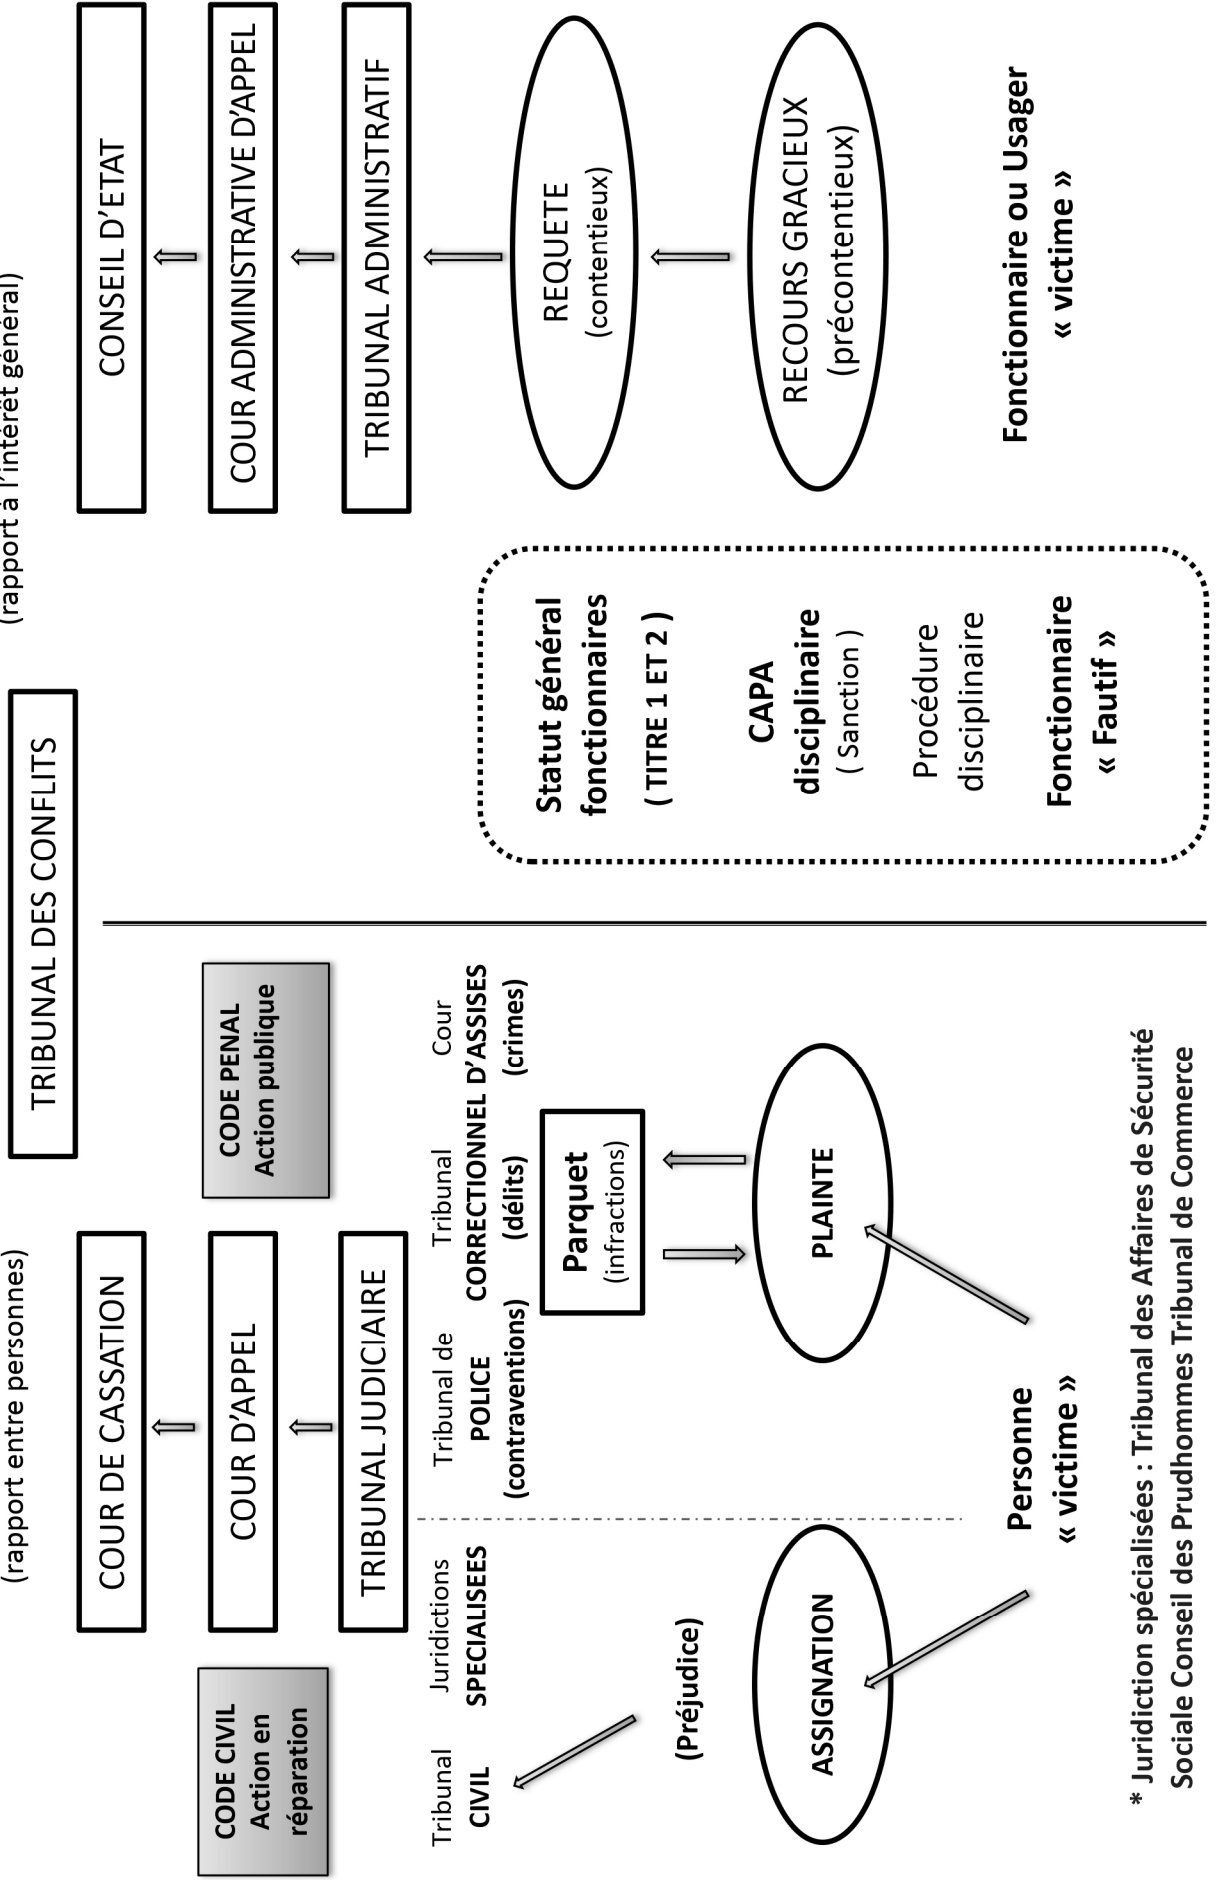 (rapport entre personnes)
(rapport à l'intérêt général)
TRIBUNAL DES CONFLITS
CODE CIVIL
Action en
réparation
COUR DE CASSATION
COUR D'APPEL
TRIBUNAL JUDICIAIRE
CODE PENAL
Action publique
Tribunal
CIVIL
Juridictions
SPECIALISEES
Tribunal de
POLICE
(contraventions)
Tribunal
CORRECTIONNEL
(délits)
Cour
D'ASSISES
(crimes)
Parquet
(infractions)
(Préjudice)
ASSIGNATION
PLAINTE
Personne
« victime »
* Juridiction spécialisées : Tribunal des Affaires de Sécurité
Sociale Conseil des Prudhommes Tribunal de Commerce
Statut général
fonctionnaires
( TITRE 1 ET 2 )
CAPA
disciplinaire
( Sanction )
Procédure
disciplinaire
Fonctionnaire
« Fautif »
CONSEIL D'ETAT
COUR ADMINISTRATIVE D'APPEL
TRIBUNAL ADMINISTRATIF
REQUETE
(contentieux)
RECOURS GRACIEUX
(précontentieux)
Fonctionnaire ou Usager
« victime »